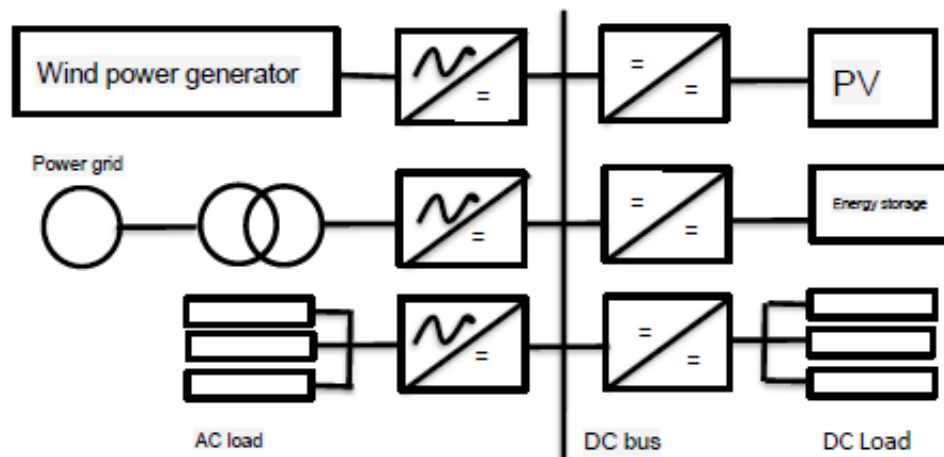 Wind power generator
PV
Power grid
Energy storage
AC load
DC bus
DC Load